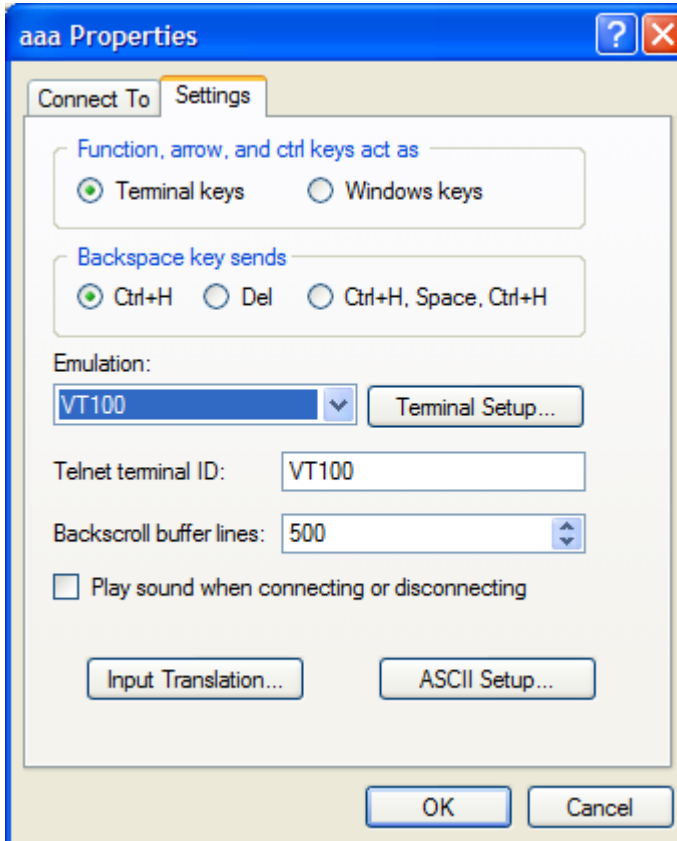 aaa Properties
Connect To Settings
Function, arrow, and ctrl keys act as
Terminal keys Windows keys
Backspace key sends
Ctrl+H Del Ctrl+H, Space, Ctrl+H
Emulation:
VT100 Terminal Setup...
Telnet terminal ID: VT100
Backscroll buffer lines: 500
Play sound when connecting or disconnecting
Input Translation... ASCII Setup...
OK Cancel